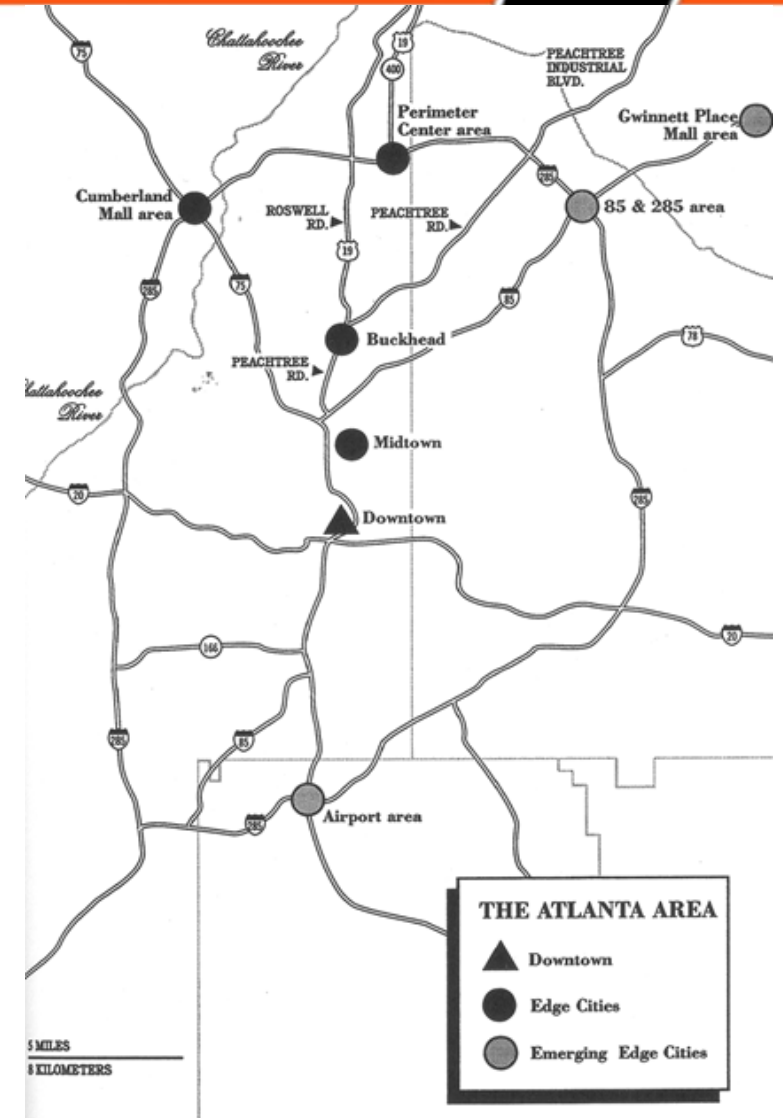 75
Chattahoochee
River
19
400
PEACHTREE
INDUSTRIAL
BLVD.
Perimeter
Center area
Gwinnett Place
Mall area
285
Cumberland
Mall area
ROSWELL
RD.
PEACHTREE
RD.
85 & 285 area
19
285
75
85
78
Buckhead
PEACHTREE
RD.
hattahoochee
River
Midtown
20
285
Downtown
20
166
285
85
285
Airport area
THE ATLANTA AREA
Downtown
Edge Cities
Emerging Edge Cities
5 MILES
8 KILOMETERS